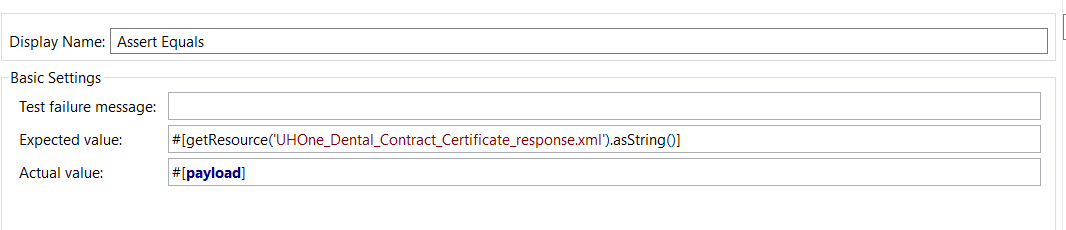 Display Name: Assert Equals
Basic Settings
Test failure message:
Expected value: #[getResource('UHOne_Dental_Contract_Certificate_response.xml').asString()]
Actual value: #[payload]